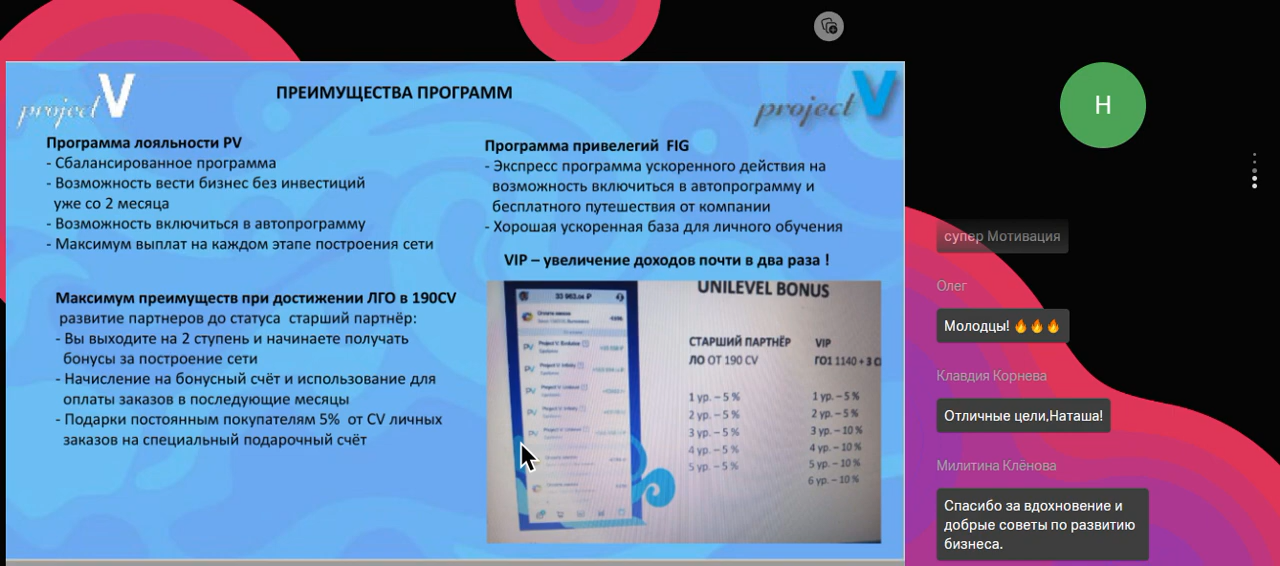 project V
ПРЕИМУЩЕСТВА ПРОГРАММ
project V
Программа лояльности PV
- Сбалансированное программа
- Возможность вести бизнес без инвестиций
уже со 2 месяца
- Возможность включиться в автопрограмму
- Максимум выплат на каждом этапе построения сети
Максимум преимуществ при достижении ЛГО в 190CV
развитие партнеров до статуса старший партнёр:
- Вы выходите на 2 ступень и начинаете получать
бонусы за построение сети
- Начисление на бонусный счёт и использование для
оплаты заказов в последующие месяцы
- Подарки постоянным покупателям 5% от CV личных
заказов на специальный подарочный счёт
Программа привелегий FIG
- Экспресс программа ускоренного действия на
возможность включиться в автопрограмму и
бесплатного путешествия от компании
- Хорошая ускоренная база для личного обучения
VIP – увеличение доходов почти в два раза !
UNILEVEL BONUS
СТАРШИЙ ПАРТНЁР
ЛО ОТ 190 CV
1 ур. – 5 %
2 ур. – 5 %
3 ур. – 5 %
4 ур. – 5 %
5 ур. – 5 %
VIP
ГО1 1140 + 3
1 ур. – 5 %
2 ур. – 5 %
3 ур. – 10 %
4 ур. – 10 %
5 ур. – 10 %
6 ур. – 10 %
Н
супер Мотивация
Олег
Молодцы! 🔥🔥🔥
Клавдия Корнева
Отличные цели,Наташа!
Милитина Клёнова
Спасибо за вдохновение и
добрые советы по развитию
бизнеса.